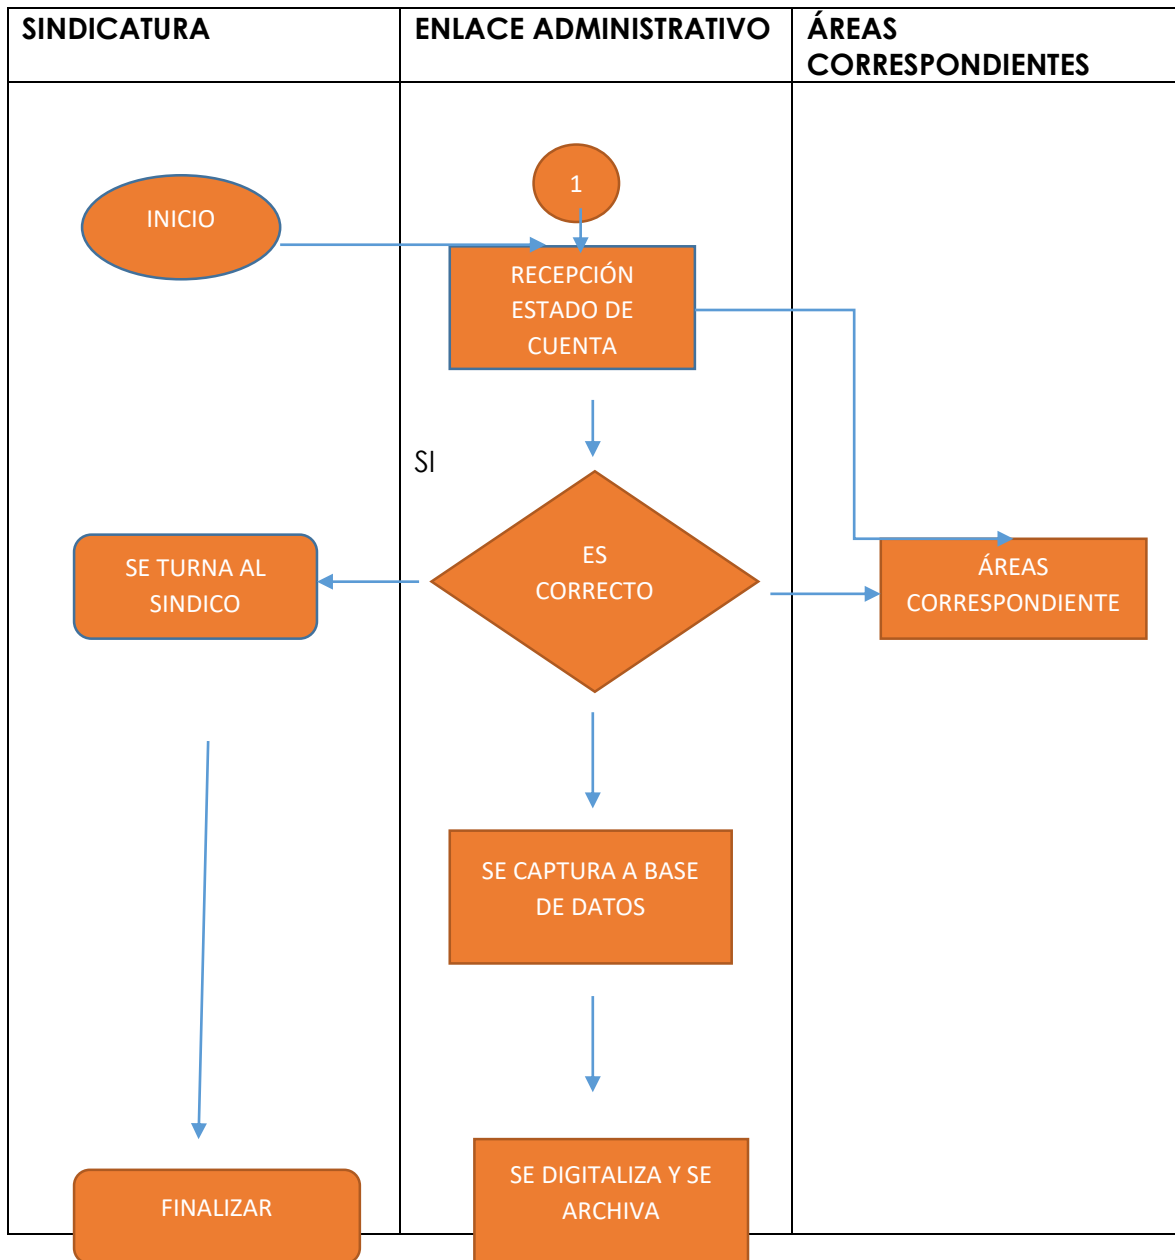 SINDICATURA
ENLACE ADMINISTRATIVO
ÁREAS
CORRESPONDIENTES
1
INICIO
RECEPCIÓN
ESTADO DE
CUENTA
SI
SE TURNA AL
SINDICO
ES
CORRECTO
ÁREAS
CORRESPONDIENTE
SE CAPTURA A BASE
DE DATOS
FINALIZAR
SE DIGITALIZA Y SE
ARCHIVA